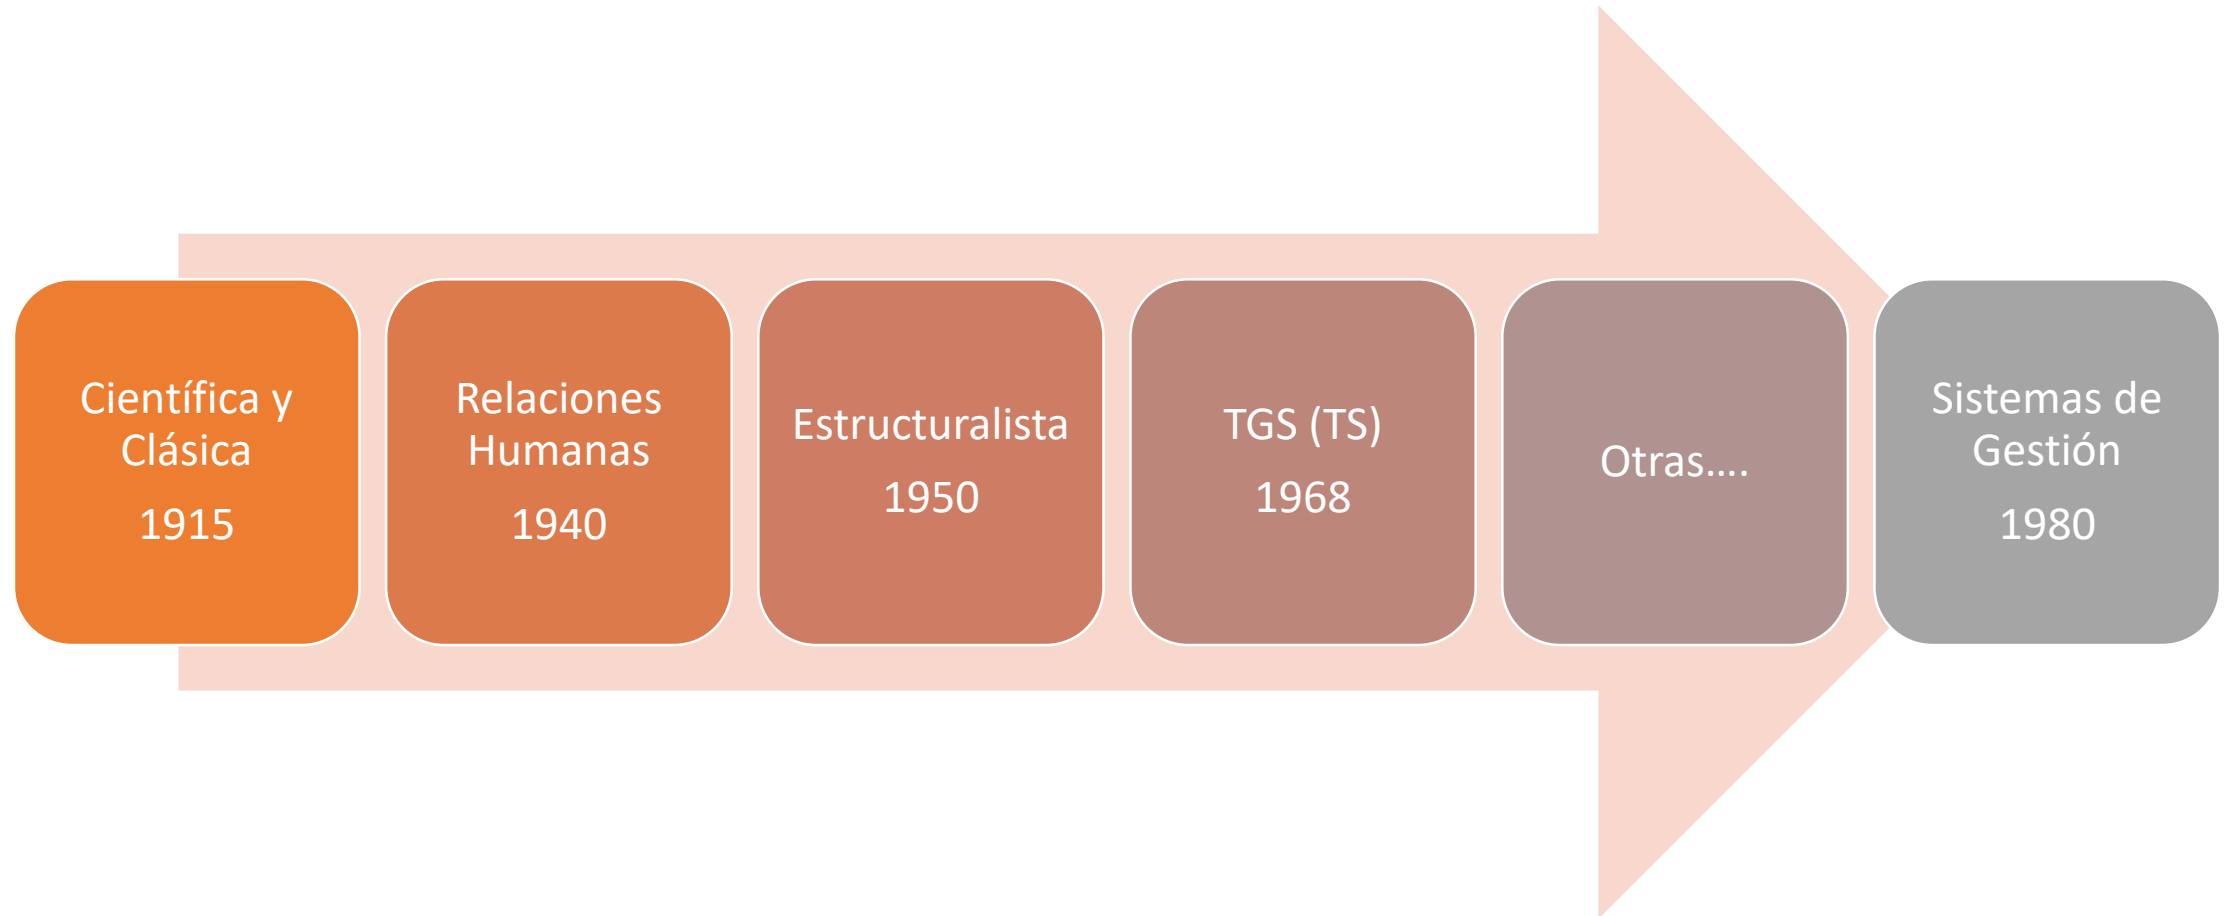 Científica y
Clásica
1915
Relaciones
Humanas
1940
Estructuralista
1950
TGS (TS)
1968
Otras….
Sistemas de
Gestión
1980